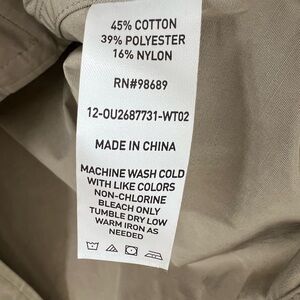 45% COTTON
39% POLYESTER
16% NYLON
RN#98689
12-OU2687731-WT02
MADE IN CHINA
MACHINE WASH COLD
WITH LIKE COLORS
NON-CHLORINE
BLEACH ONLY
TUMBLE DRY LOW
WARM IRON AS
NEEDED